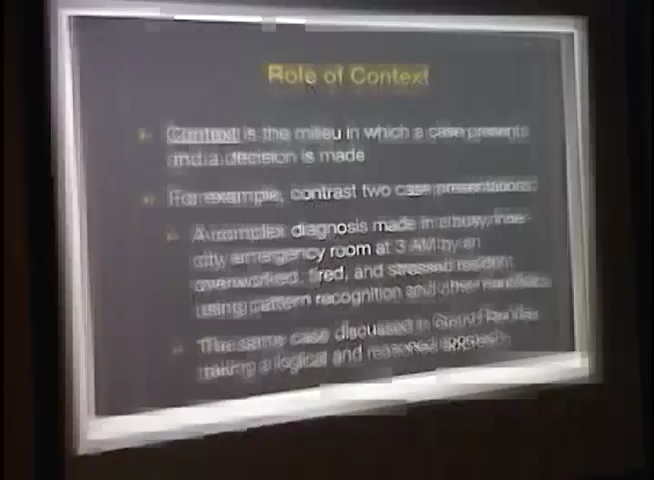 Role of Context
Context is the milieu in which a case presents
and a decision is made
For example, contrast two case presentations:
A complex diagnosis made in a busy, inner
city emergency room at 3 AM by an
overworked, tired, and stressed resident
using pattern recognition and other
The same case discussed in Grand Rounds
taking a logical and reasoned approach